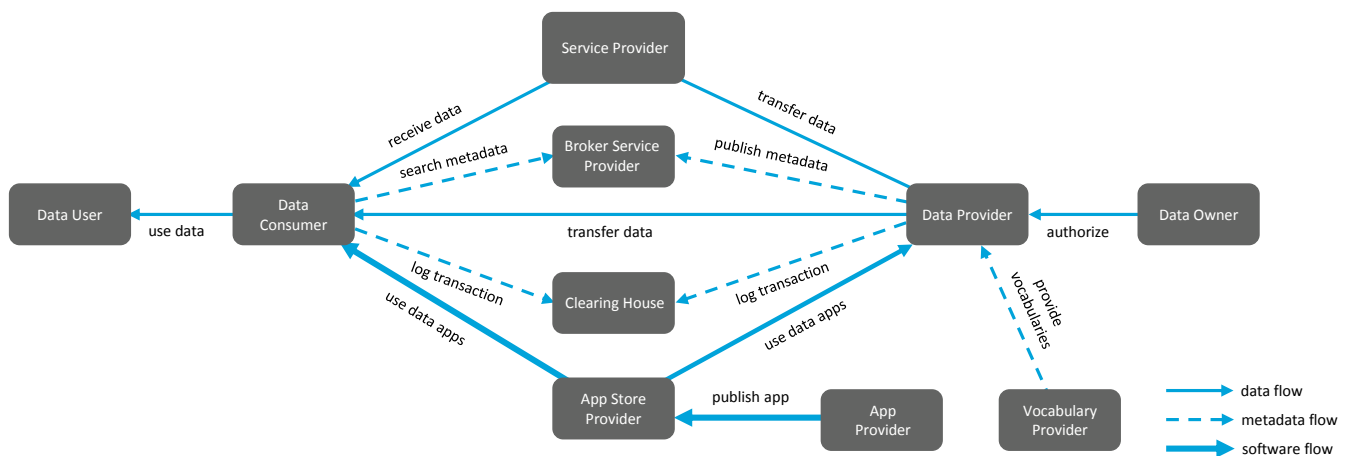 Service Provider
transfer data
receive data
Broker Service
Provider
publish metadata
search metadata
Data User
use data
Data
Consumer
transfer data
Data Provider
authorize
Data Owner
log transaction
Clearing House
log transaction
use data apps
use data apps
provide
vocabularies
App Store
Provider
publish app
App
Provider
Vocabulary
Provider
data flow
metadata flow
software flow